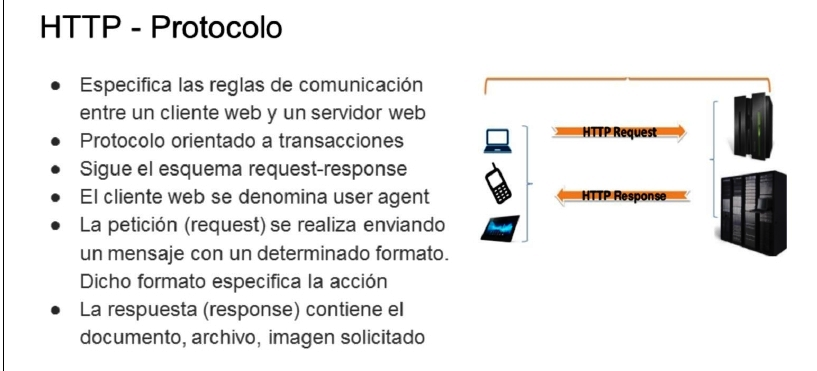 HTTP - Protocolo
● Especifica las reglas de comunicación
entre un cliente web y un servidor web
● Protocolo orientado a transacciones
● Sigue el esquema request-response
● El cliente web se denomina user agent
● La petición (request) se realiza enviando
un mensaje con un determinado formato.
Dicho formato especifica la acción
● La respuesta (response) contiene el
documento, archivo, imagen solicitado
HTTP Request
HTTP Response